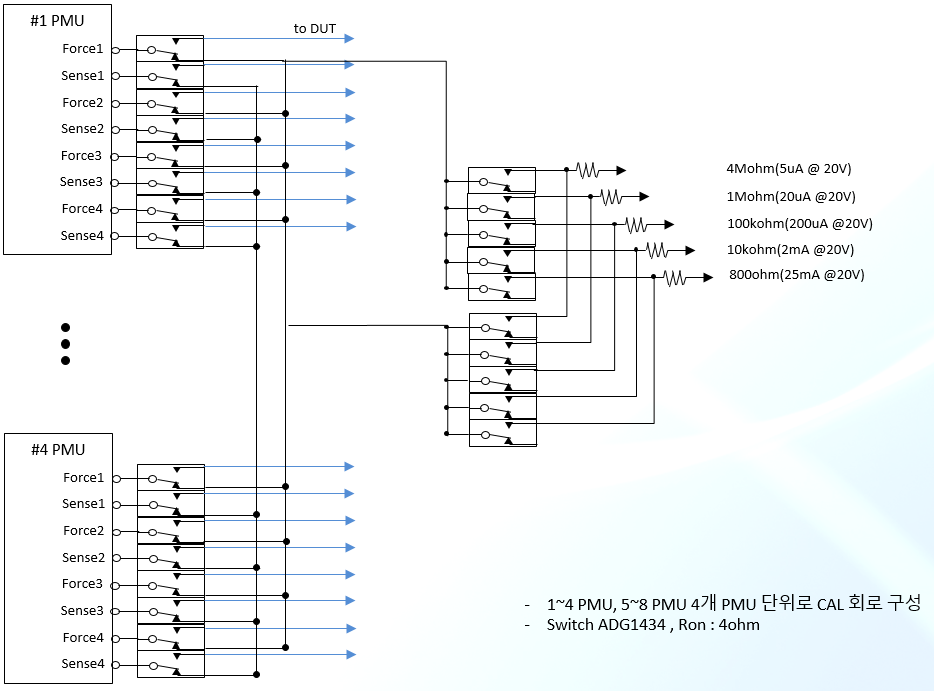 #1 PMU
to DUT
Force1
Sense1
Force2
Sense2
Force3
Sense3
Force4
Sense4
4Mohm(5uA @ 20V)
1Mohm(20uA @20V)
100kohm(200uA @20V)
10kohm(2mA @20V)
800ohm(25mA @20V)
#4 PMU
Force1
Sense1
Force2
Sense2
Force3
Sense3
Force4
Sense4
- 1~4 PMU, 5~8 PMU 4개 PMU 단위로 CAL 회로 구성
- Switch ADG1434 , Ron : 4ohm